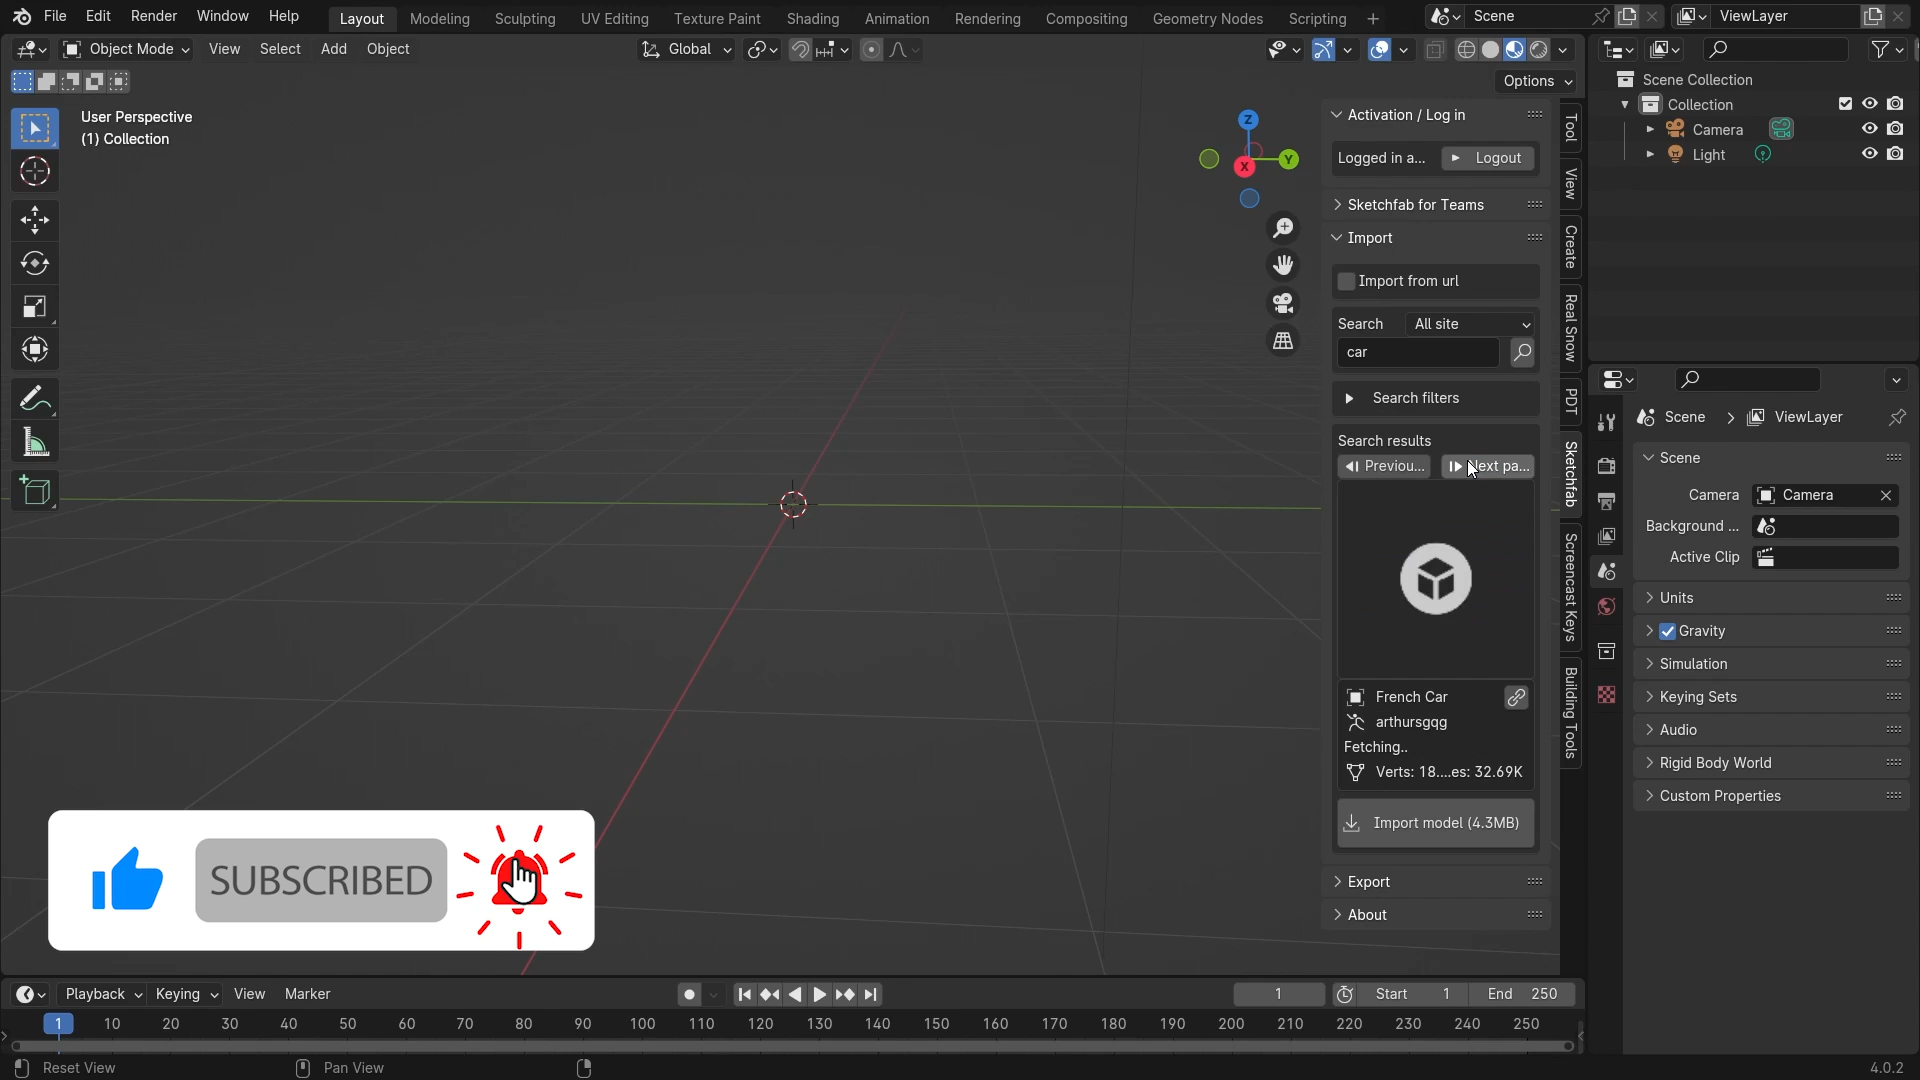 File Edit Render Window Help Layout Modeling Sculpting UV Editing Texture Paint Shading Animation Rendering Compositing Geometry Nodes Scripting + Scene ViewLayer
Object Mode View Select Add Object Global
Options
User Perspective
(1) Collection
Z
Y
X
Activation / Log in
Logged in a... Logout
Sketchfab for Teams
Import
Import from url
Search All site
car
Search filters
Search results
Previou... ext pa...
French Car
arthursgqg
Fetching..
Verts: 18....es: 32.69K
Import model (4.3MB)
Export
About
Tool
View
Create
Real Snow
PDT
Sketchfab
Screencast Keys
Building Tools
Scene Collection
Collection
Camera
Light
Scene ViewLayer
Scene
Camera Camera
Background ...
Active Clip
Units
Gravity
Simulation
Keying Sets
Audio
Rigid Body World
Custom Properties
SUBSCRIBED
Playback Keying View Marker 1 Start 1 End 250
1 10 20 30 40 50 60 70 80 90 100 110 120 130 140 150 160 170 180 190 200 210 220 230 240 250
Reset View Pan View 4.0.2